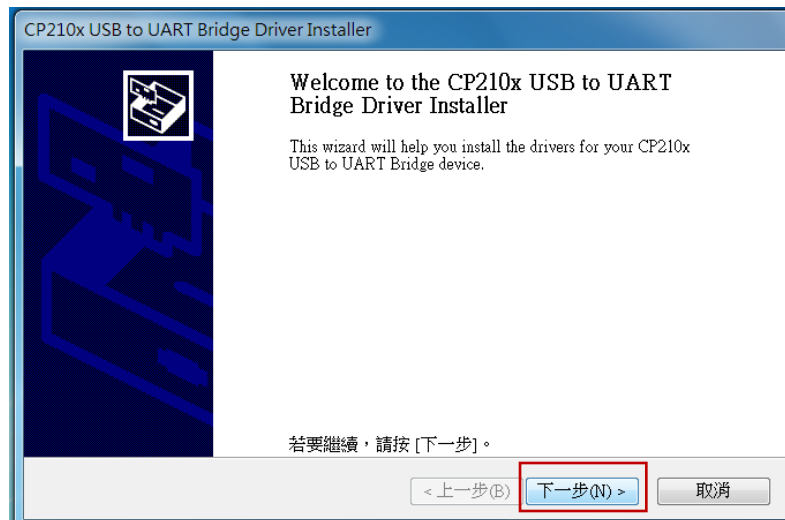 CP210x USB to UART Bridge Driver Installer
Welcome to the CP210x USB to UART
Bridge Driver Installer
This wizard will help you install the drivers for your CP210x
USB to UART Bridge device.
若要繼續，請按 [下一步]。
< 上一步(B) 下一步(N) > 取消